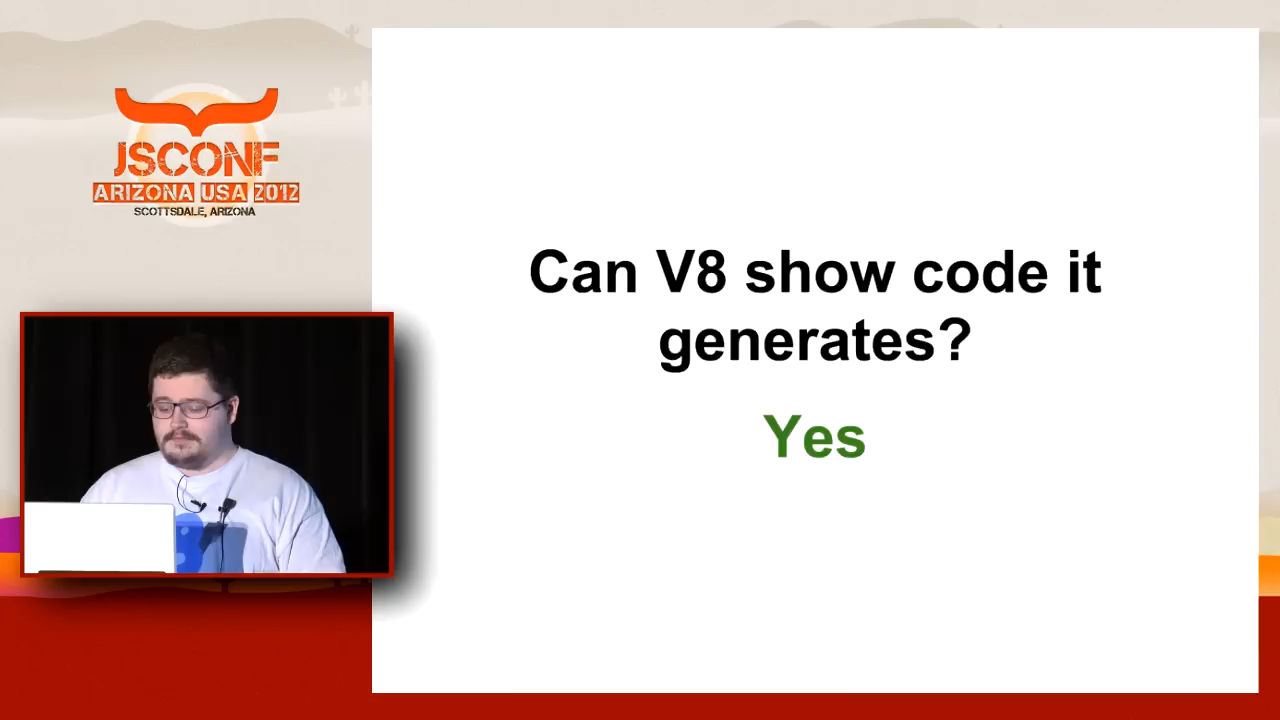 JSCONF
ARIZONA USA 2012
SCOTTSDALE, ARIZONA
Can V8 show code it
generates?
Yes